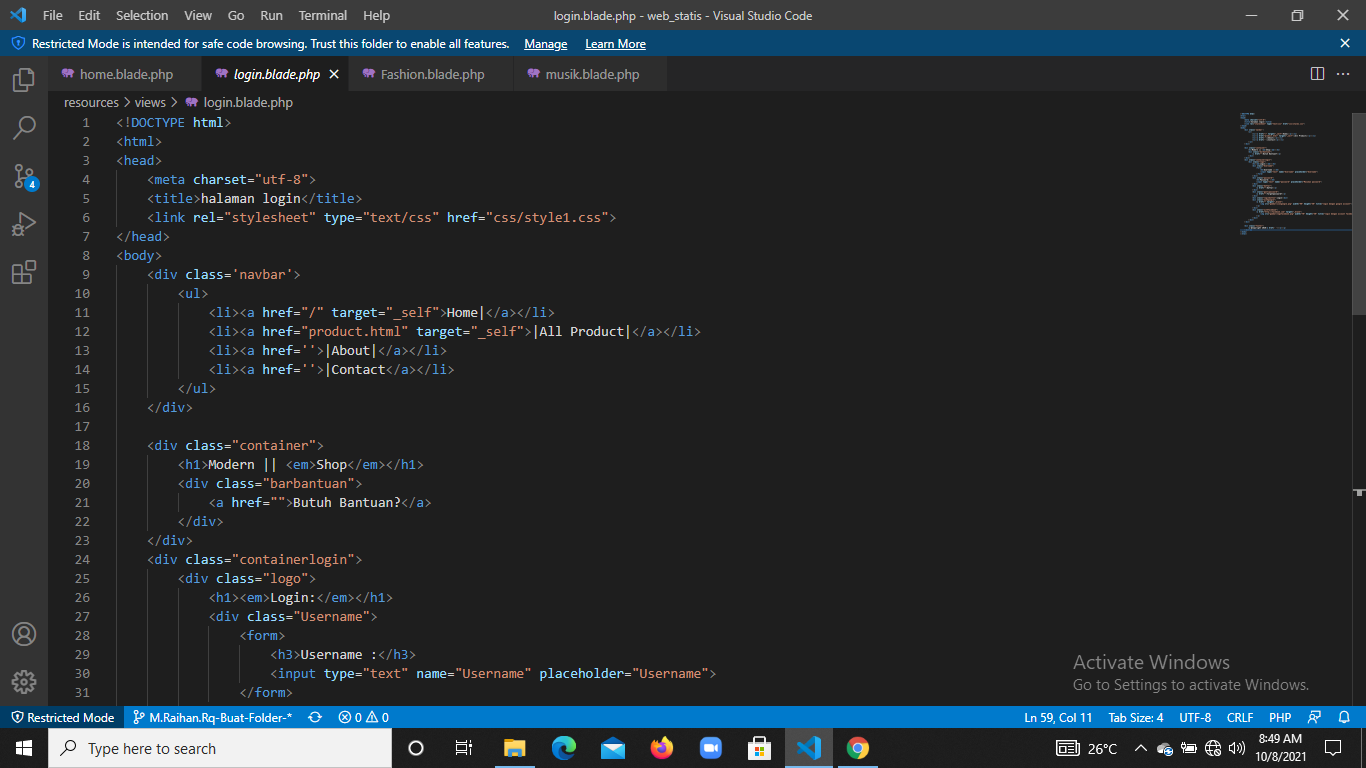 File Edit Selection View Go Run Terminal Help login.blade.php - web_statis - Visual Studio Code
Restricted Mode is intended for safe code browsing. Trust this folder to enable all features. Manage Learn More
home.blade.php login.blade.php Fashion.blade.php musik.blade.php
resources > views > login.blade.php
1 <!DOCTYPE html>
2 <html>
3 <head>
4 <meta charset="utf-8">
5 <title>halaman login</title>
6 <link rel="stylesheet" type="text/css" href="css/style1.css">
7 </head>
8 <body>
9 <div class='navbar'>
10 <ul>
11 <li><a href="/" target="_self">Home|</a></li>
12 <li><a href="product.html" target="_self">|All Product|</a></li>
13 <li><a href=''>|About|</a></li>
14 <li><a href=''>|Contact</a></li>
15 </ul>
16 </div>
17
18 <div class="container">
19 <h1>Modern || <em>Shop</em></h1>
20 <div class="barbantuan">
21 <a href="">Butuh Bantuan?</a>
22 </div>
23 </div>
24 <div class="containerlogin">
25 <div class="logo">
26 <h1><em>Login:</em></h1>
27 <div class="Username">
28 <form>
29 <h3>Username :</h3>
30 <input type="text" name="Username" placeholder="Username">
31 </form>
Activate Windows
Go to Settings to activate Windows.
4
Restricted Mode M.Raihan.Rq-Buat-Folder-* 0 0 Ln 59, Col 11 Tab Size: 4 UTF-8 CRLF PHP
Type here to search 26°C 8:49 AM
10/8/2021